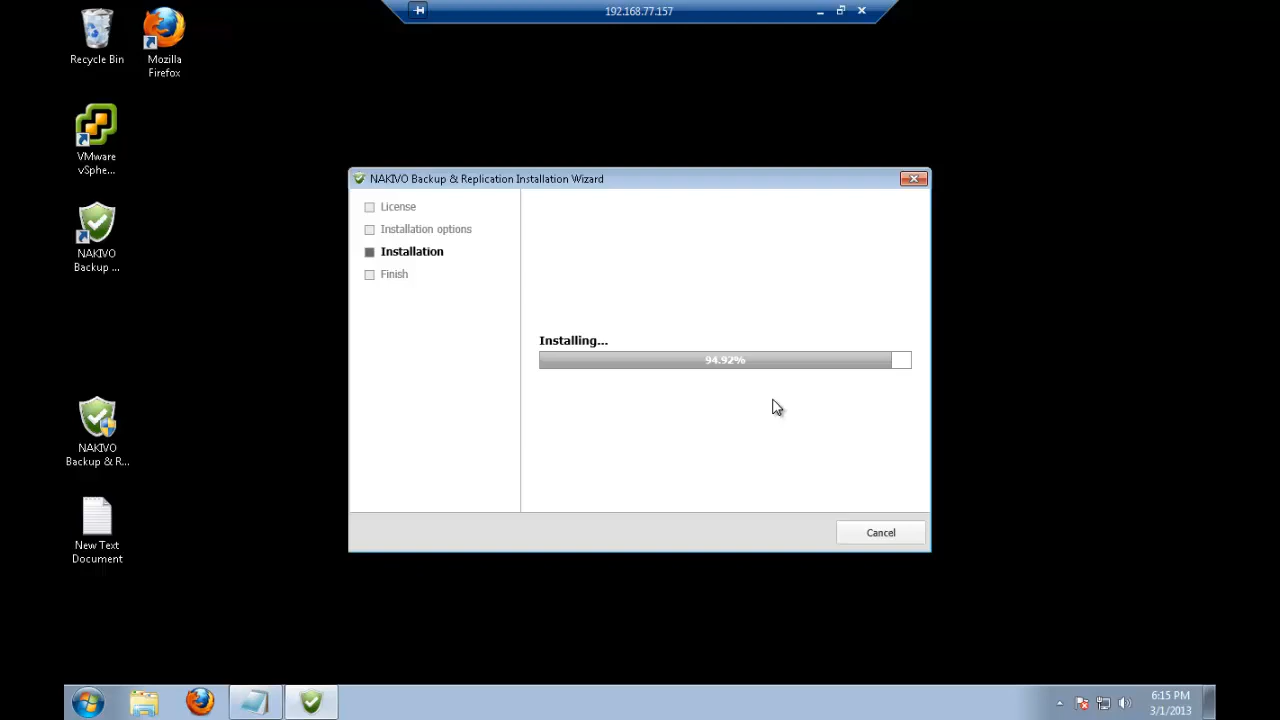 192.168.77.157
Recycle Bin
Mozilla
Firefox
VMware
vSphe...
NAKIVO
Backup ...
NAKIVO
Backup & R...
New Text
Document
NAKIVO Backup & Replication Installation Wizard
License
Installation options
Installation
Finish
Installing...
94.92%
Cancel
6:15 PM
3/1/2013